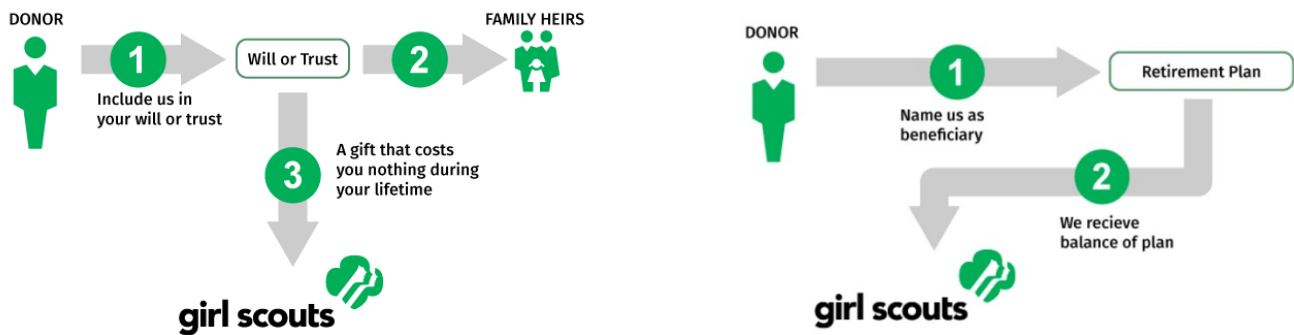 DONOR
1
Will or Trust
2
FAMILY HEIRS
Include us in
your will or trust
3
A gift that costs
you nothing during
your lifetime
girl scouts
DONOR
1
Retirement Plan
Name us as
beneficiary
2
We recieve
balance of plan
girl scouts